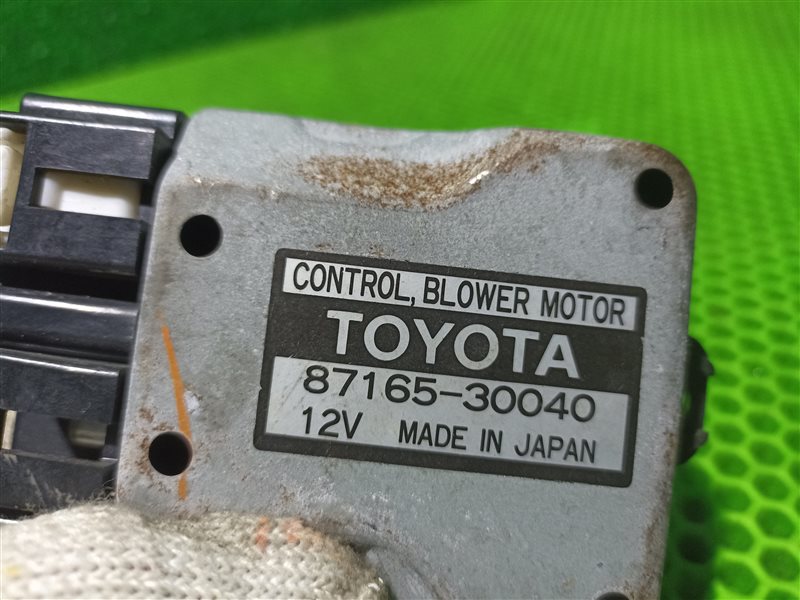 CONTROL, BLOWER MOTOR
TOYOTA
87165-30040
12V MADE IN JAPAN